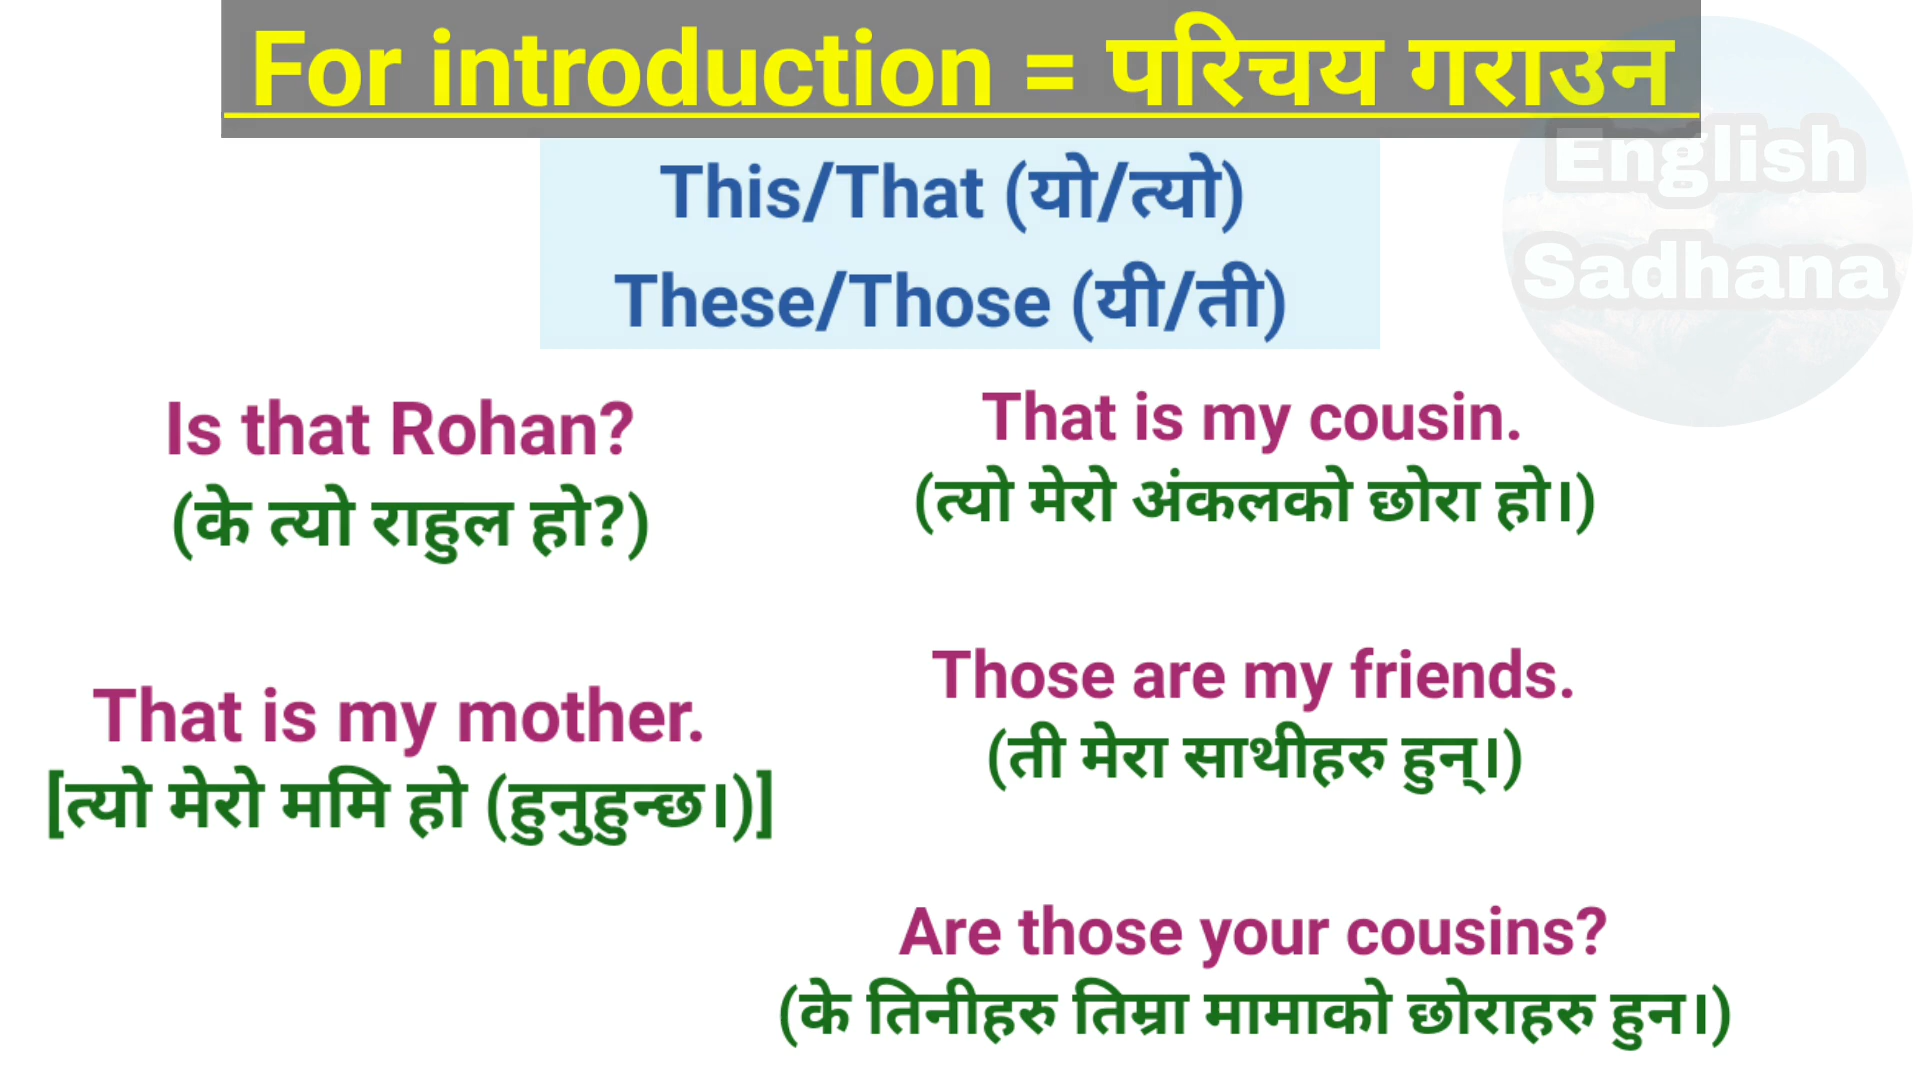 For introduction = परिचय गराउन
This/That (यो/त्यो)
These/Those (यी/ती)
English
Sadhana
Is that Rohan?
(के त्यो राहुल हो?)
That is my mother.
[त्यो मेरो ममि हो (हुनुहुन्छ।)]
That is my cousin.
(त्यो मेरो अंकलको छोरा हो।)
Those are my friends.
(ती मेरा साथीहरु हुन्।)
Are those your cousins?
(के तिनीहरु तिम्रा मामाको छोराहरु हुन।)